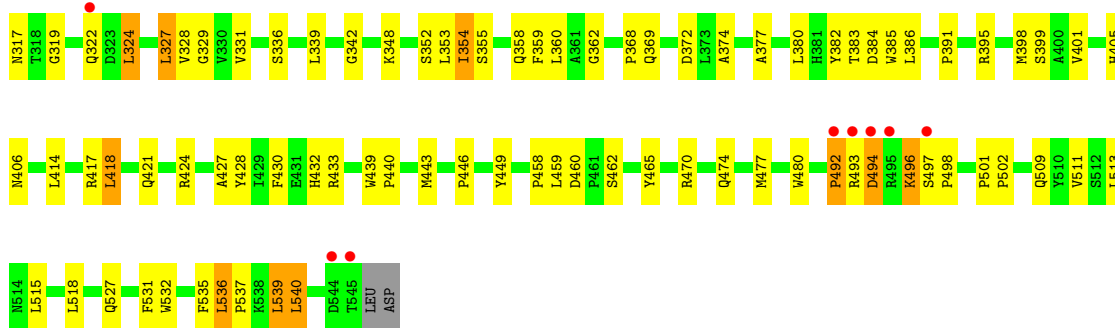 N317 T318 G319 Q322 D323 L324 L327 V328 G329 V330 V331 S336 L339 G342 K348 S352 L353 I354 S355 Q358 F359 L360 A361 G362 P368 Q369 D372 L373 A374 A377 L380 H381 Y382 T383 D384 W385 L386 P391 R395 M398 S399 A400 V401 H405
N406 L414 R417 L418 Q421 R424 A427 Y428 I429 F430 E431 H432 R433 W439 P440 M443 P446 Y449 P458 L459 D460 P461 S462 Y465 R470 Q474 M477 W480 P492 R493 D494 R495 K496 S497 P498 P501 P502 Q509 Y510 V511 S512 L513
N514 L515 L518 Q527 F531 W532 F535 L536 P537 K538 L539 L540 D544 T545 LEU ASP